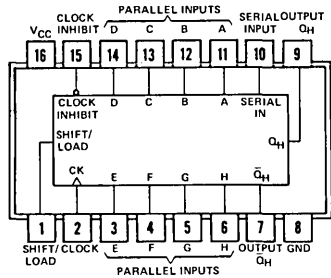 PARALLEL INPUTS
CLOCK SERIAL OUTPUT
VCC INHIBIT D C B A INPUT QH
16 15 14 13 12 11 10 9
CLOCK INHIBIT D C B A SERIAL IN
SHIFT/LOAD
QH
CK E F G H Q̅H
1 2 3 4 5 6 7 8
SHIFT/LOAD CLOCK E F G H OUTPUT Q̅H GND
PARALLEL INPUTS